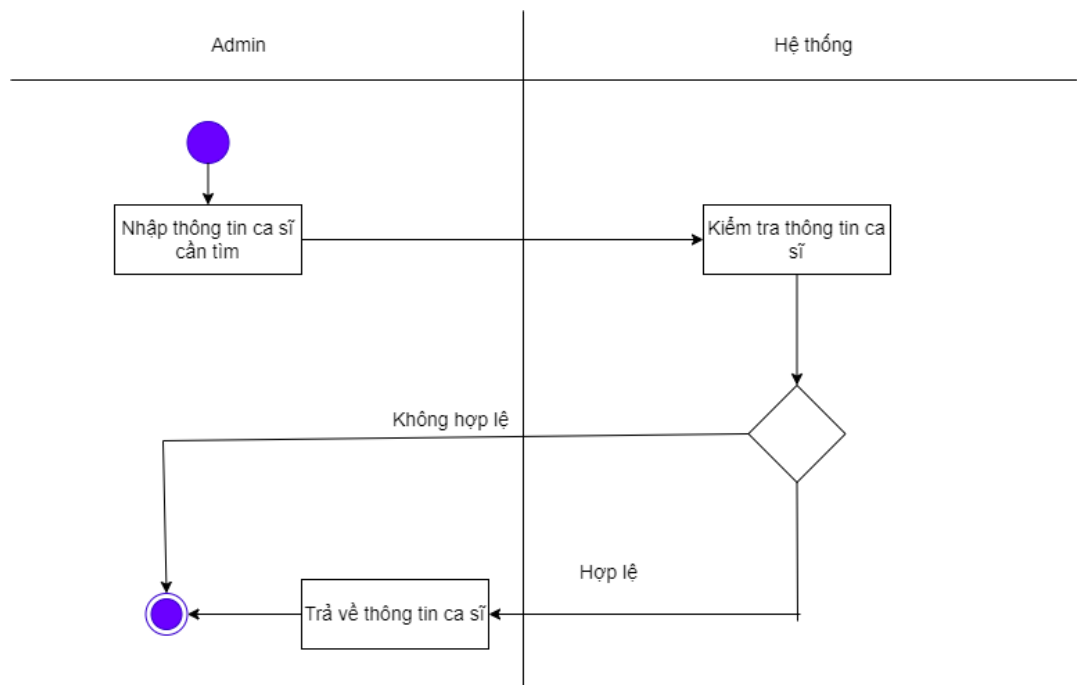 Admin
Hệ thống
Nhập thông tin ca sĩ
cần tìm
Kiểm tra thông tin ca
sĩ
Không hợp lệ
Hợp lệ
Trả về thông tin ca sĩ